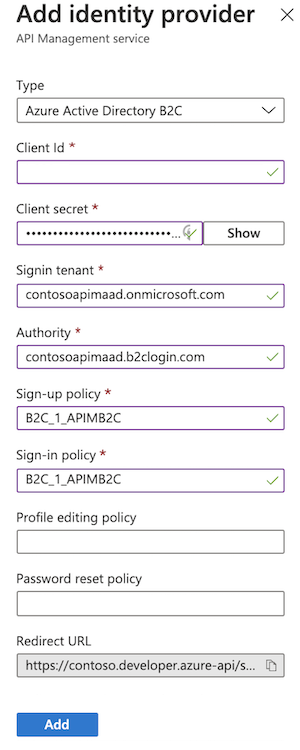 Add identity provider
API Management service
Type
Azure Active Directory B2C
Client Id *
Client secret *
••••••••••••••••••••••••••••... Show
Signin tenant *
contosoapimaad.onmicrosoft.com
Authority *
contosoapimaad.b2clogin.com
Sign-up policy *
B2C_1_APIMB2C
Sign-in policy *
B2C_1_APIMB2C
Profile editing policy
Password reset policy
Redirect URL
https://contoso.developer.azure-api/s...
Add